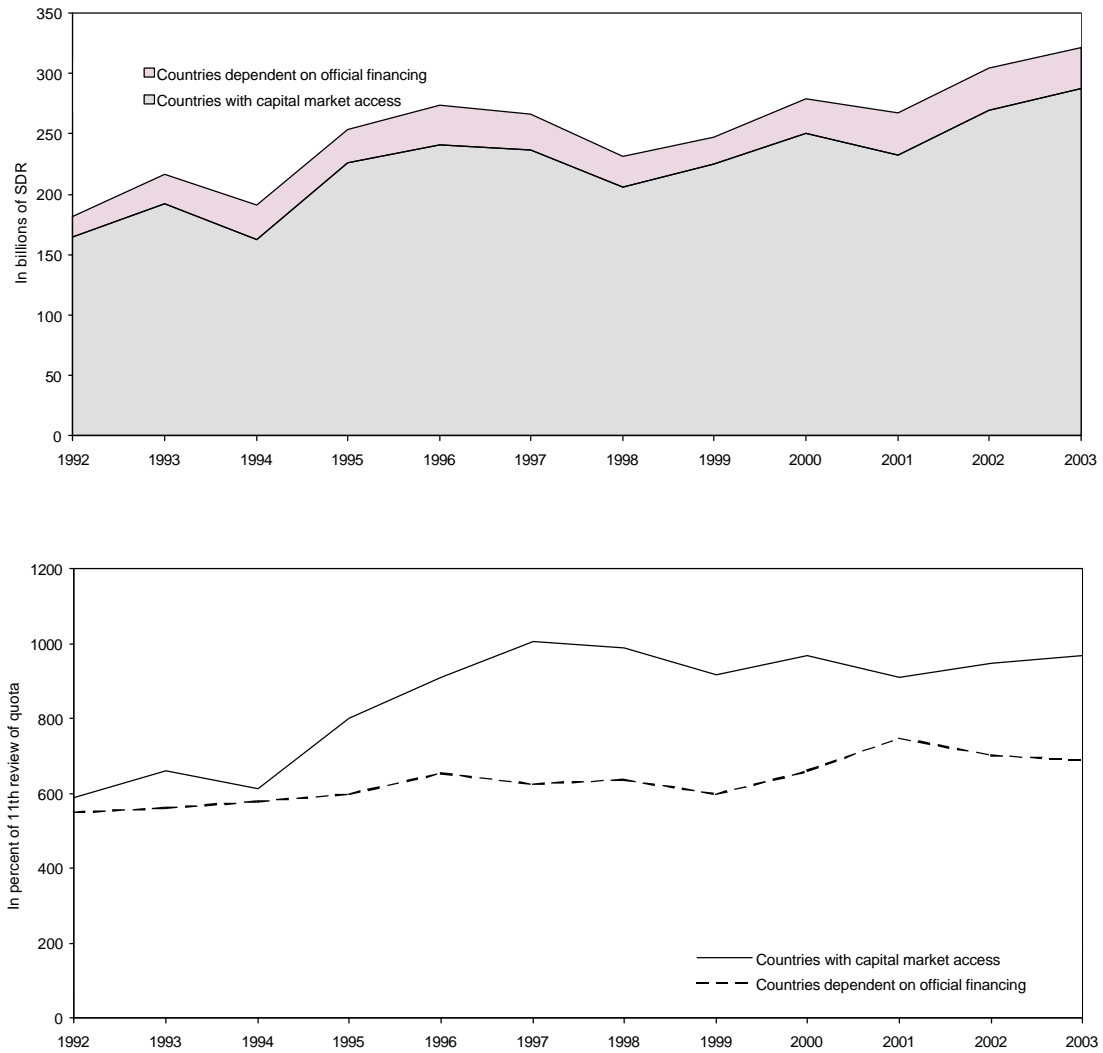 350
300
250
200
150
100
50
0
In billions of SDR
Countries dependent on official financing
Countries with capital market access
1992 1993 1994 1995 1996 1997 1998 1999 2000 2001 2002 2003
1200
1000
800
600
400
200
0
In percent of 11th review of quota
Countries with capital market access
Countries dependent on official financing
1992 1993 1994 1995 1996 1997 1998 1999 2000 2001 2002 2003